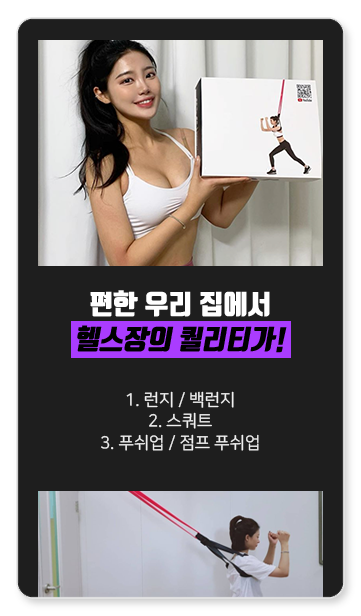 YouTube
편한 우리 집에서
헬스장의 퀄리티가!
1. 런지 / 백런지
2. 스쿼트
3. 푸쉬업 / 점프 푸쉬업